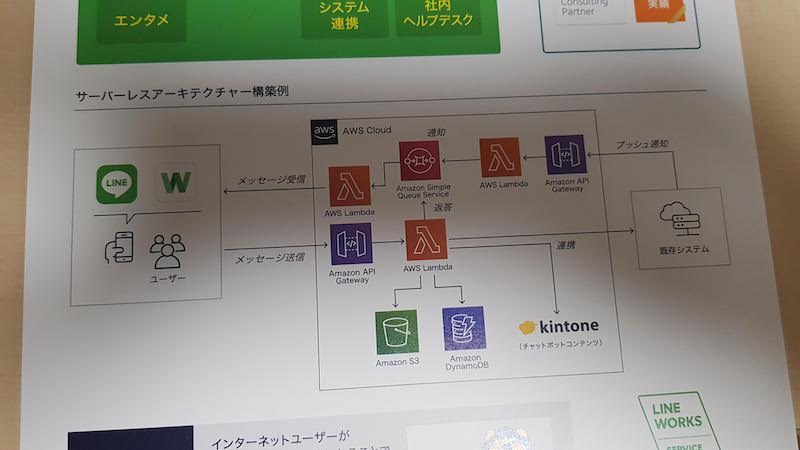 エンタメ
システム
連携
社内
ヘルプデスク
Consulting
Partner
実績
サーバーレスアーキテクチャー構築例
aws
AWS Cloud
通知
プッシュ通知
LINE
W
メッセージ受信
AWS Lambda
Amazon Simple
Queue Service
AWS Lambda
Amazon API
Gateway
返答
ユーザー
メッセージ送信
Amazon API
Gateway
AWS Lambda
連携
既存システム
Amazon S3
Amazon
DynamoDB
kintone
(チャットボットコンテンツ)
インターネットユーザーが
LINE
WORKS